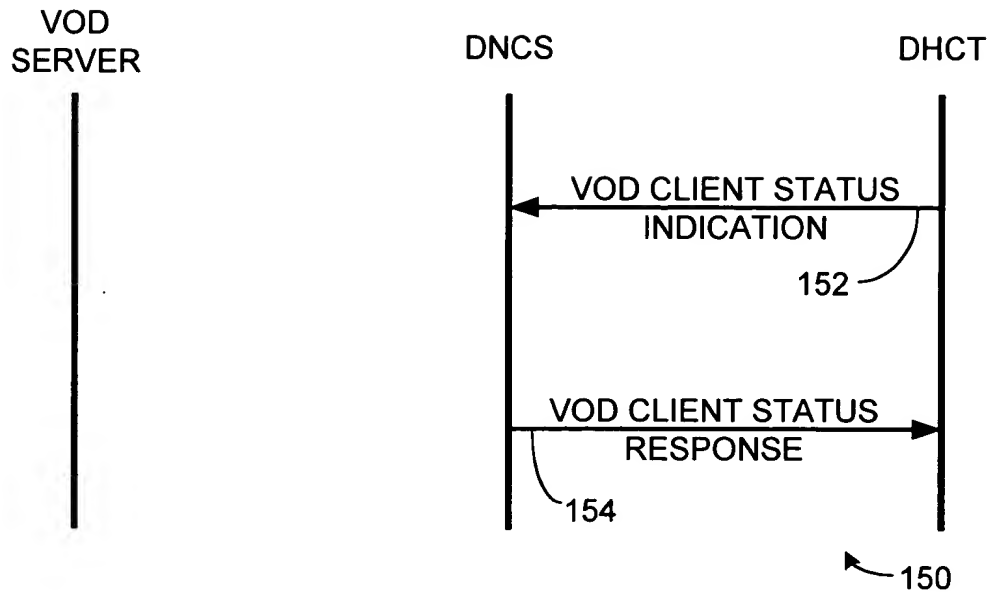 VOD
SERVER
DNCS
DHCT
VOD CLIENT STATUS
INDICATION
152
VOD CLIENT STATUS
RESPONSE
154
150